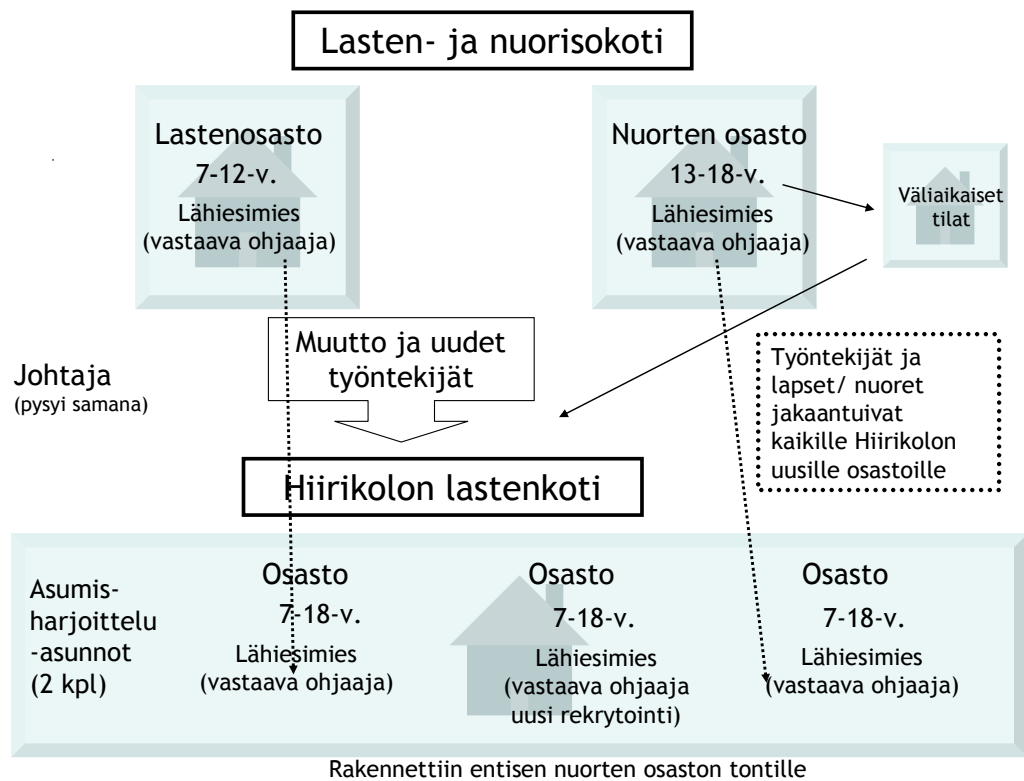 Lasten- ja nuorisokoti
Lastenosasto
7-12-v.
Lähiesimies
(vastaava ohjaaja)
Nuorten osasto
13-18-v.
Lähiesimies
(vastaava ohjaaja)
Väliaikaiset
tilat
Muutto ja uudet
työntekijät
Johtaja
(pysyi samana)
Työntekijät ja
lapset/ nuoret
jakaantuivat
kaikille Hiirikolon
uusille osastoille
Hiirikolon lastenkoti
Asumis-
harjoittelu
-asunnot
(2 kpl)
Osasto
7-18-v.
Lähiesimies
(vastaava ohjaaja)
Osasto
7-18-v.
Lähiesimies
(vastaava ohjaaja
uusi rekrytointi)
Osasto
7-18-v.
Lähiesimies
(vastaava ohjaaja)
Rakennettiin entisen nuorten osaston tontille